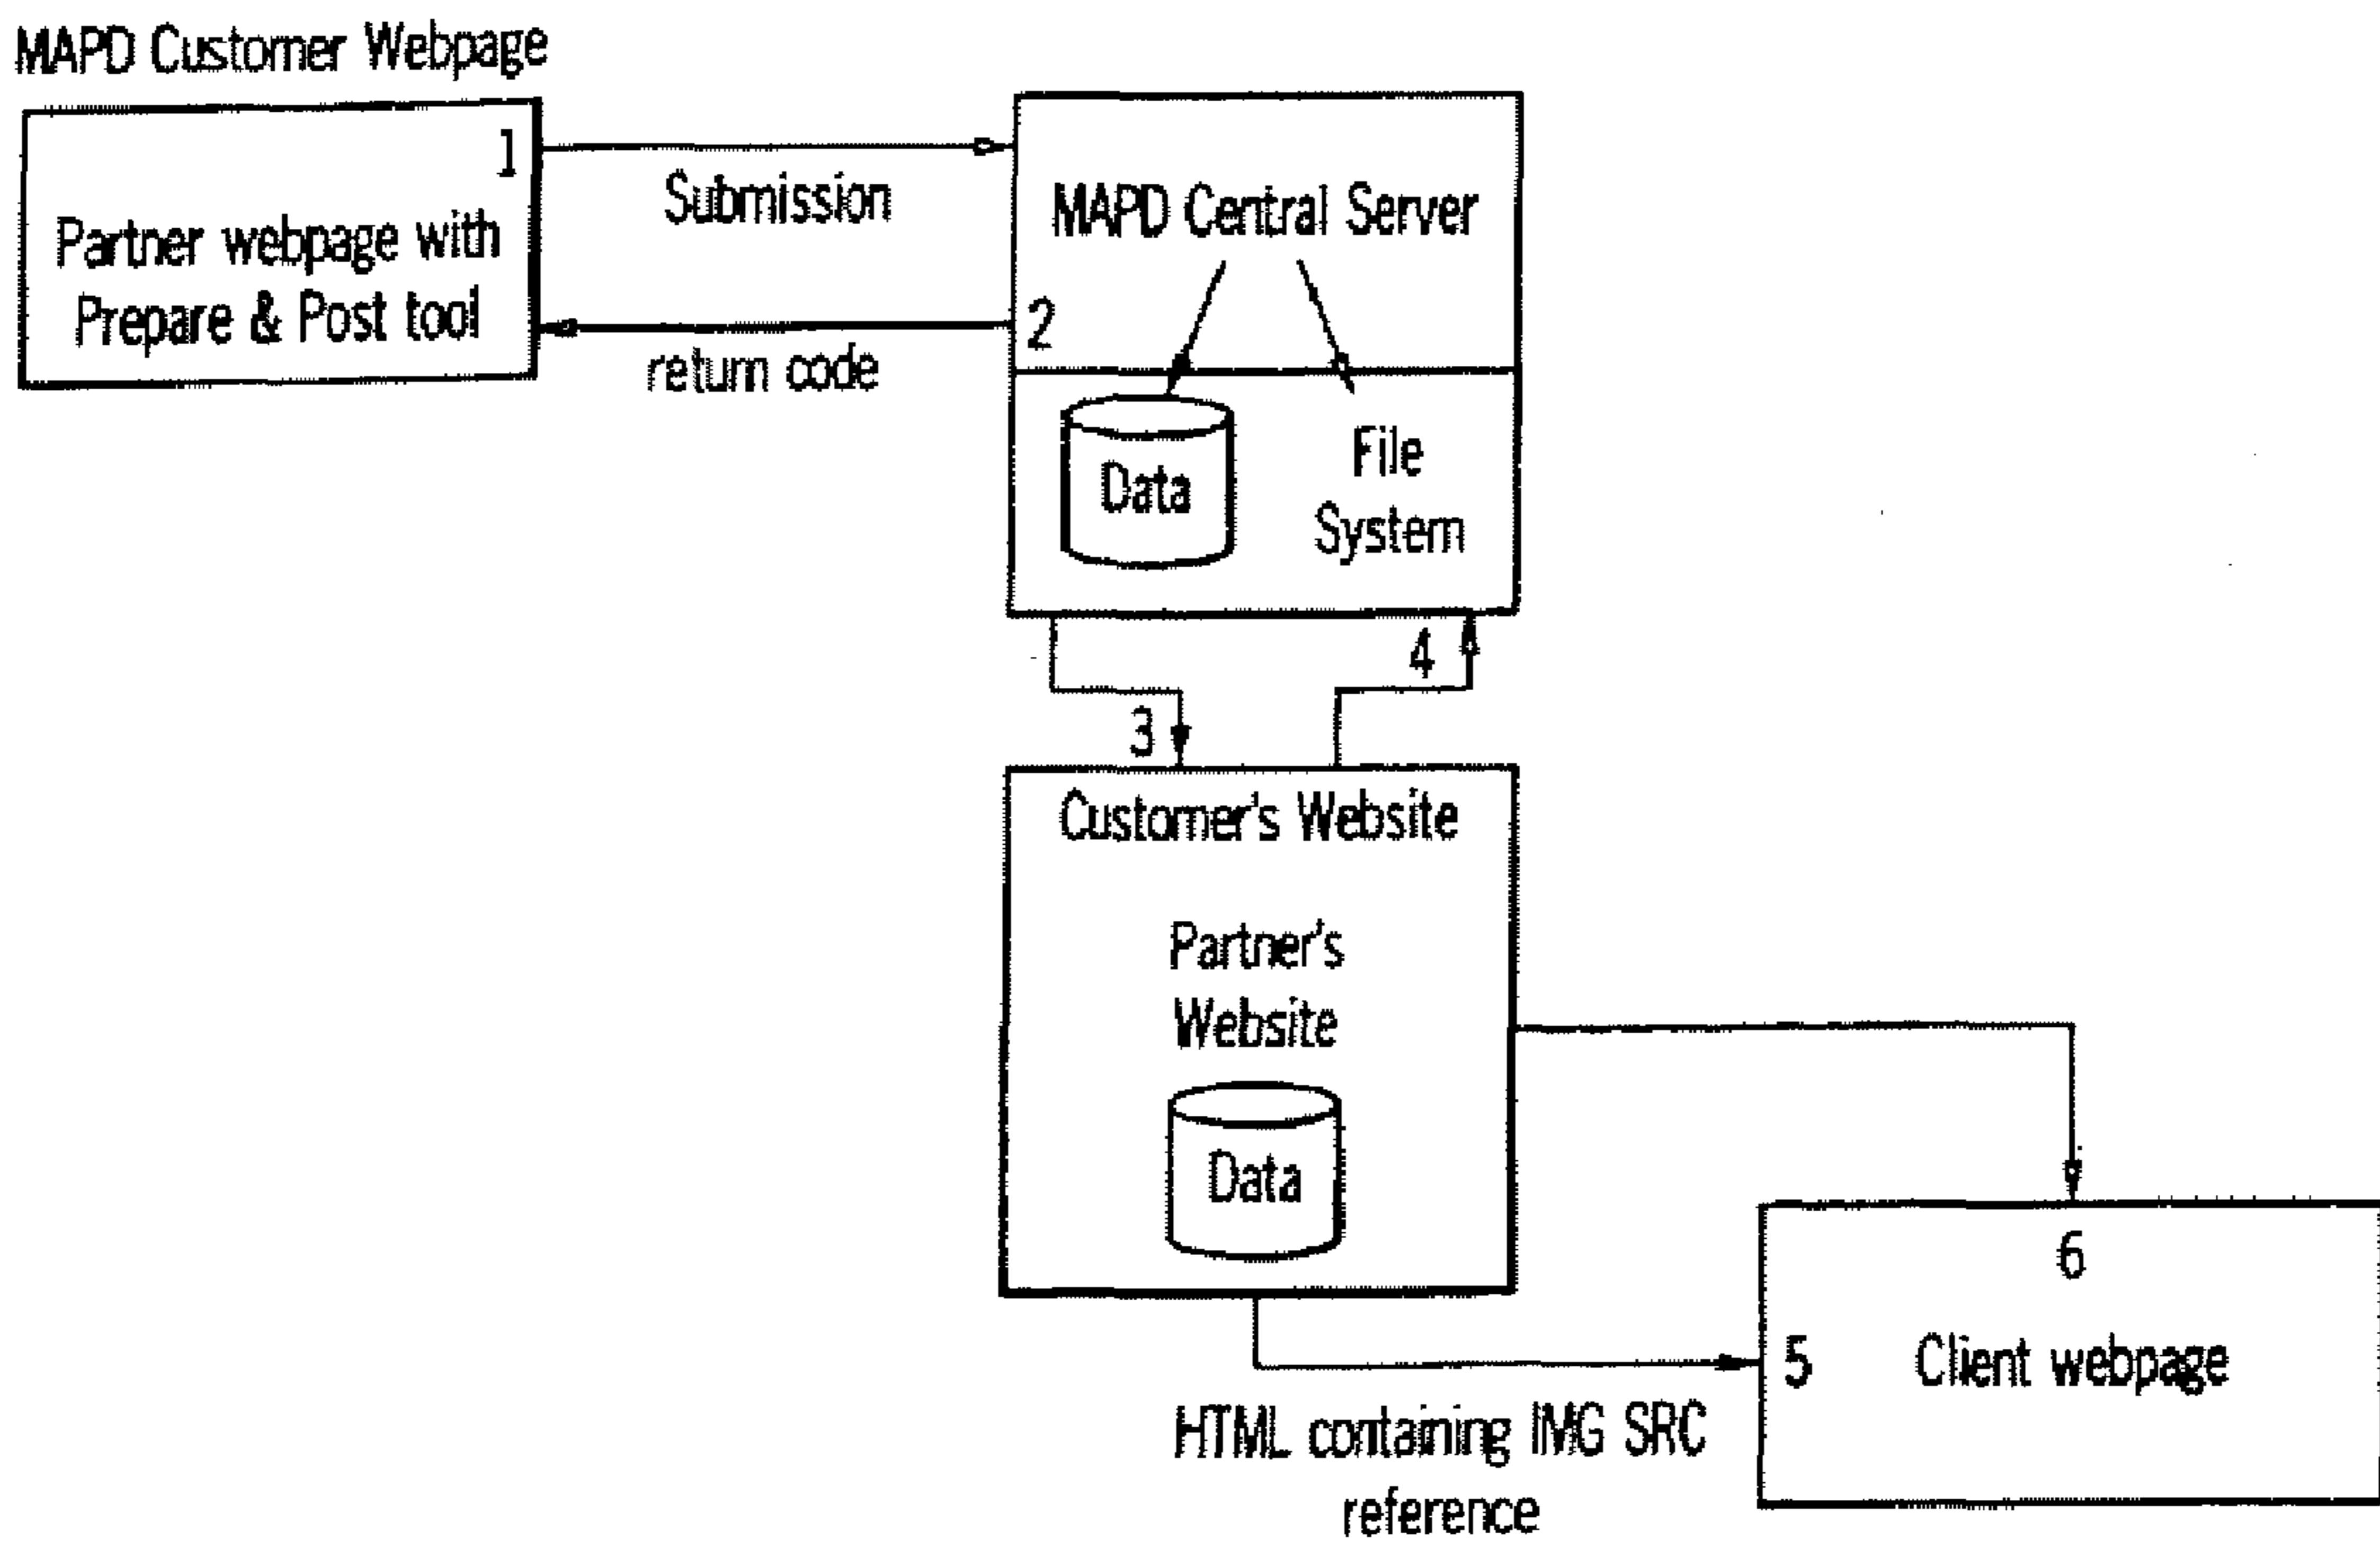 MAPD Customer Webpage
1
Partner webpage with
Prepare & Post tool
Submission
return code
MAPD Central Server
2
Data
File
System
3
4
Customer's Website
Partner's
Website
Data
HTML containing IMG SRC
reference
5
6
Client webpage